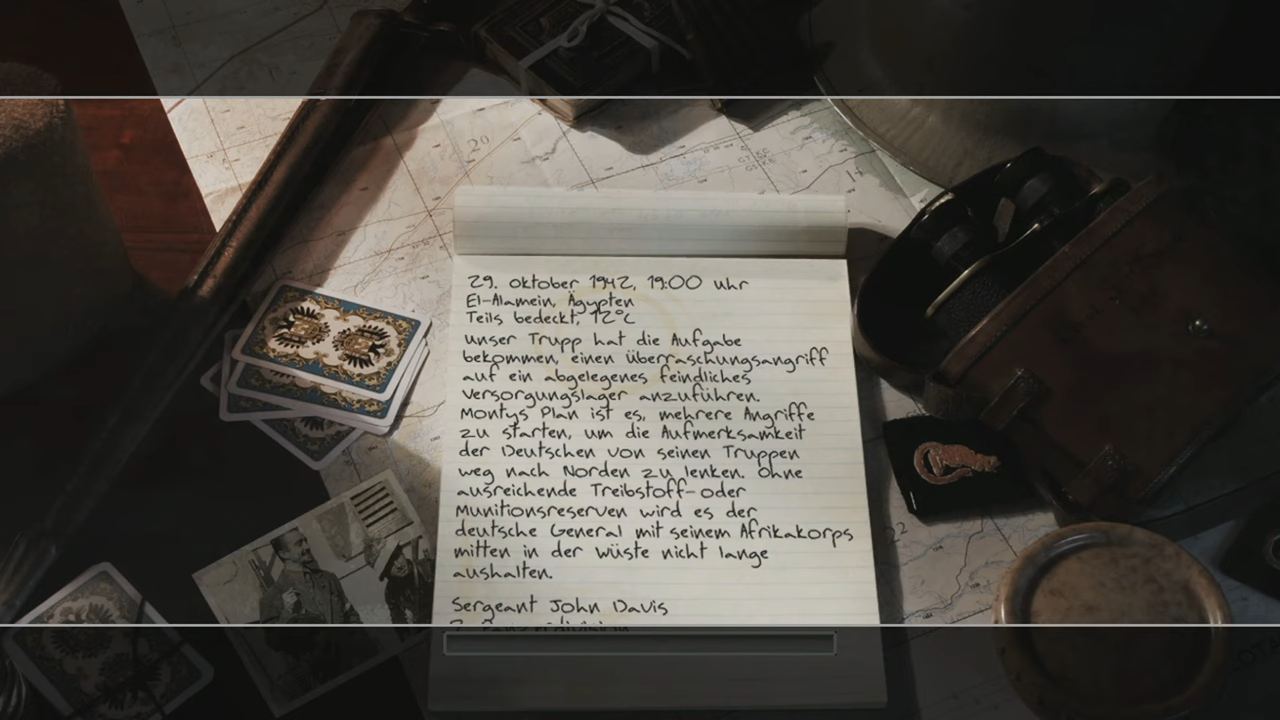 29. Oktober 1942, 19:00 Uhr
El-Alamein, Ägypten
Teils bedeckt, 12°C
Unser Trupp hat die Aufgabe
bekommen, einen Überraschungsangriff
auf ein abgelegenes feindliches
Versorgungslager anzuführen.
Montys Plan ist es, mehrere Angriffe
zu starten, um die Aufmerksamkeit
der Deutschen von seinen Truppen
weg nach Norden zu lenken. Ohne
ausreichende Treibstoff- oder
Munitionsreserven wird es der
deutsche General mit seinem Afrikakorps
mitten in der Wüste nicht lange
aushalten.
Sergeant John Davis
20
14
22